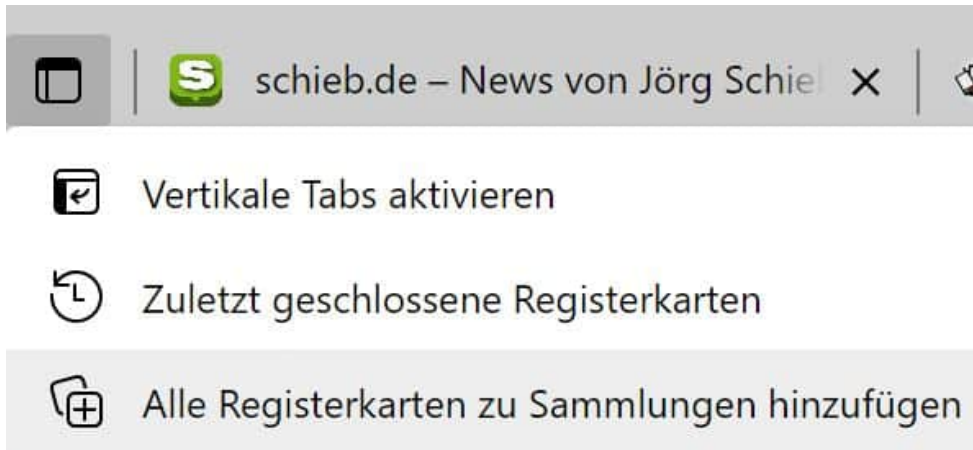 S schieb.de – News von Jörg Schie
Vertikale Tabs aktivieren
Zuletzt geschlossene Registerkarten
Alle Registerkarten zu Sammlungen hinzufügen